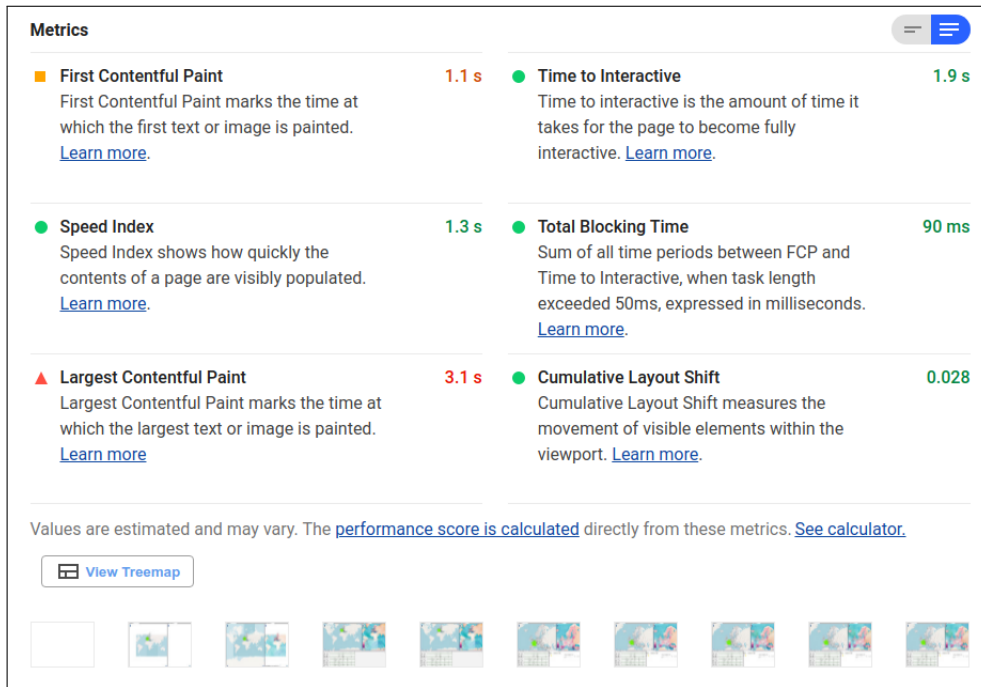 Metrics
First Contentful Paint 1.1 s
First Contentful Paint marks the time at
which the first text or image is painted.
Learn more.
Time to Interactive 1.9 s
Time to interactive is the amount of time it
takes for the page to become fully
interactive. Learn more.
Speed Index 1.3 s
Speed Index shows how quickly the
contents of a page are visibly populated.
Learn more.
Total Blocking Time 90 ms
Sum of all time periods between FCP and
Time to Interactive, when task length
exceeded 50ms, expressed in milliseconds.
Learn more.
Largest Contentful Paint 3.1 s
Largest Contentful Paint marks the time at
which the largest text or image is painted.
Learn more
Cumulative Layout Shift 0.028
Cumulative Layout Shift measures the
movement of visible elements within the
viewport. Learn more.
Values are estimated and may vary. The performance score is calculated directly from these metrics. See calculator.
View Treemap